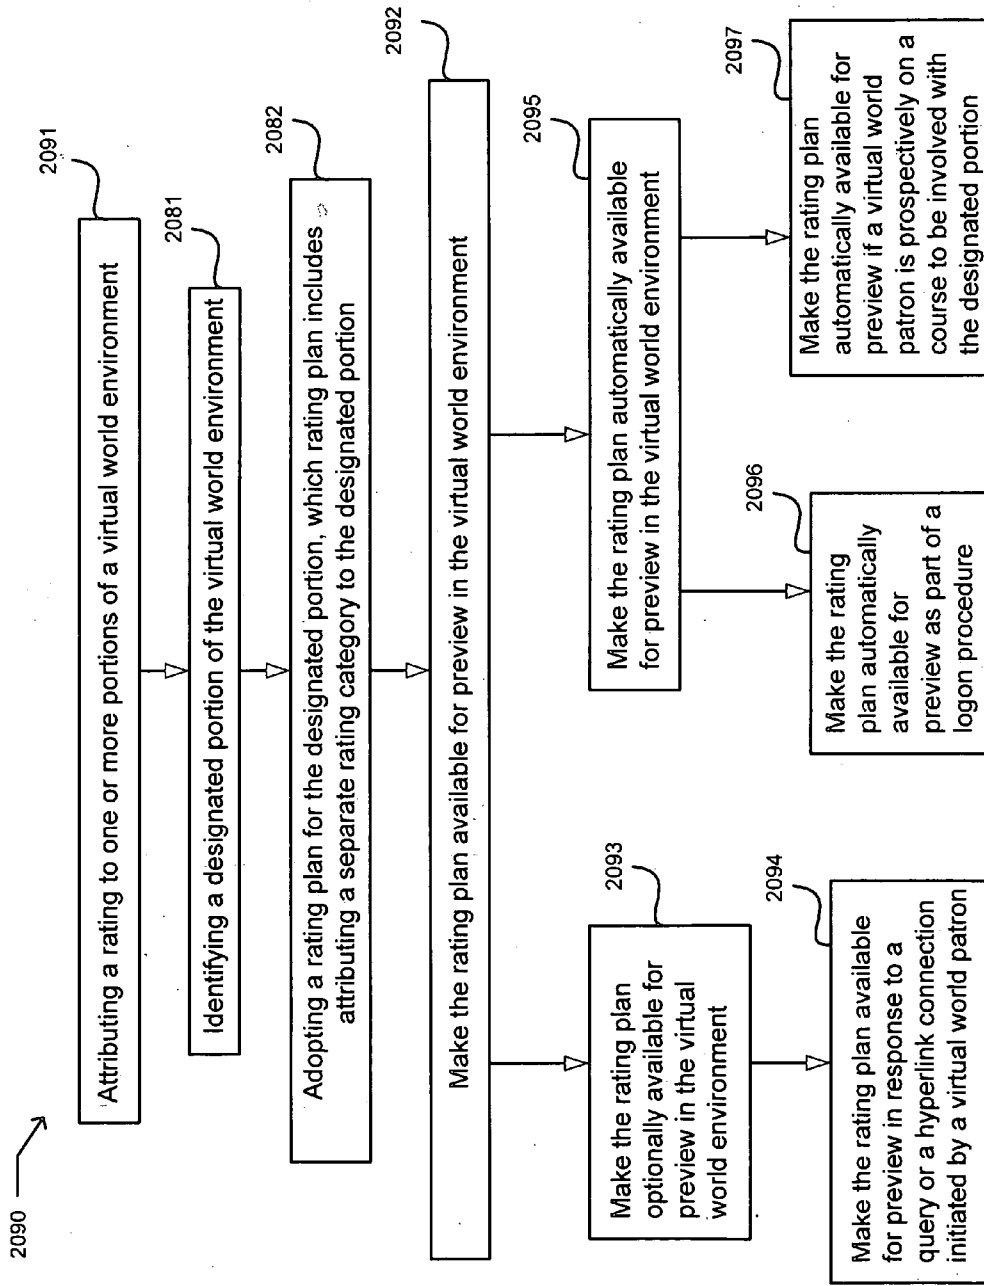 2090
2091
Attributing a rating to one or more portions of a virtual world environment
2081
Identifying a designated portion of the virtual world environment
2082
Adopting a rating plan for the designated portion, which rating plan includes
attributing a separate rating category to the designated portion
2092
Make the rating plan available for preview in the virtual world environment
2093
Make the rating plan
optionally available for
preview in the virtual
world environment
2095
Make the rating plan automatically available
for preview in the virtual world environment
2094
Make the rating plan available
for preview in response to a
query or a hyperlink connection
initiated by a virtual world patron
2096
Make the rating
plan automatically
available for
preview as part of a
logon procedure
2097
Make the rating plan
automatically available for
preview if a virtual world
patron is prospectively on a
course to be involved with
the designated portion